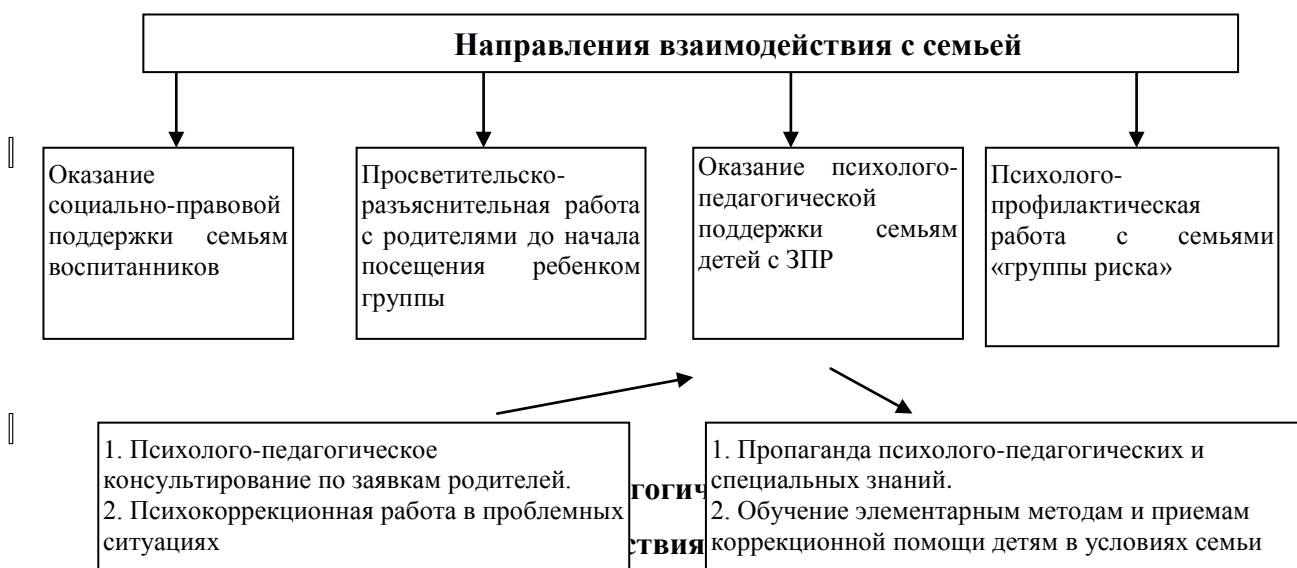 Направления взаимодействия с семьей
Оказание
социально-правовой
поддержки семьям
воспитанников
Просветительско-
разъяснительная работа
с родителями до начала
посещения ребенком
группы
Оказание психолого-
педагогической
поддержки семьям
детей с ЗПР
Психолого-
профилактическая
работа с семьями
«группы риска»
1. Психолого-педагогическое
консультирование по заявкам родителей.
2. Психокоррекционная работа в проблемных
ситуациях
1. Пропаганда психолого-педагогических и
специальных знаний.
2. Обучение элементарным методам и приемам
коррекционной помощи детям в условиях семьи